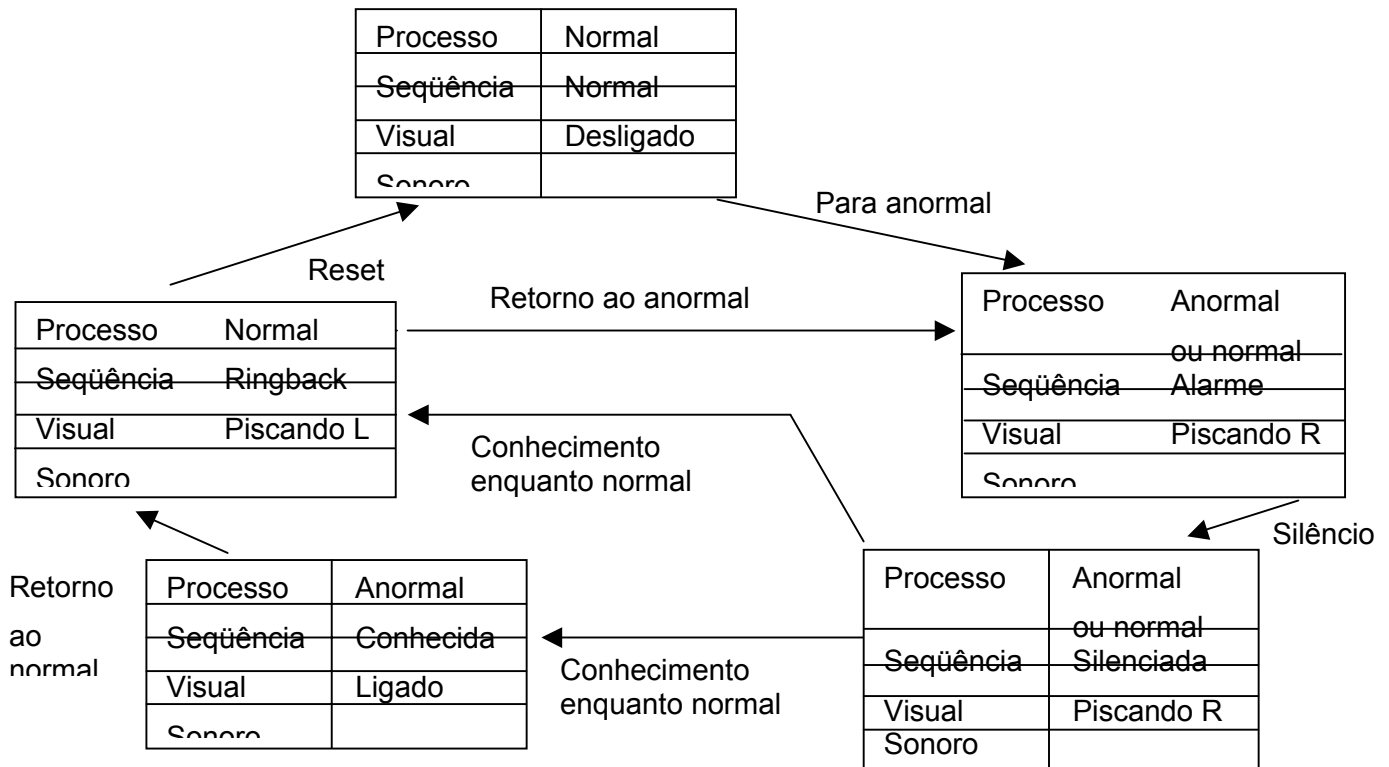 Processo Normal
Seqüência Normal
Visual Desligado
Sonoro
Para anormal
Reset
Retorno ao anormal
Processo Normal
Seqüência Ringback
Visual Piscando L
Sonoro
Processo Anormal
ou normal
Seqüência Alarme
Visual Piscando R
Sonoro
Conhecimento
enquanto normal
Silêncio
Retorno
ao
normal
Processo Anormal
Seqüência Conhecida
Visual Ligado
Sonoro
Conhecimento
enquanto normal
Processo Anormal
ou normal
Seqüência Silenciada
Visual Piscando R
Sonoro